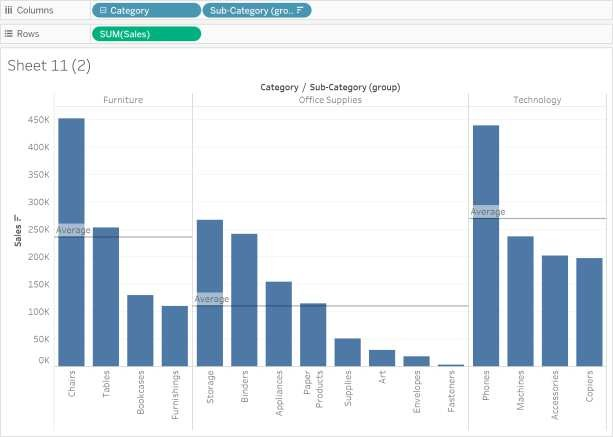 Columns
Category
Sub-Category (gro..
Rows
SUM(Sales)
Sheet 11 (2)
Category / Sub-Category (group)
Furniture
Office Supplies
Technology
Sales
450K
400K
350K
300K
250K
200K
150K
100K
50K
0K
Average
Average
Average
Chairs
Tables
Bookcases
Furnishings
Storage
Binders
Appliances
Paper
Products
Supplies
Art
Envelopes
Fasteners
Phones
Machines
Accessories
Copiers